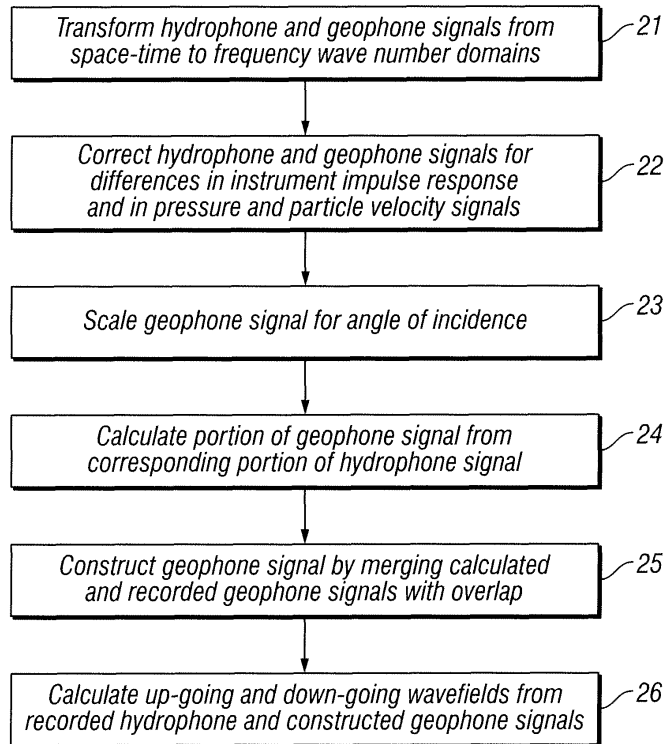 Transform hydrophone and geophone signals from
space-time to frequency wave number domains
21
Correct hydrophone and geophone signals for
differences in instrument impulse response
and in pressure and particle velocity signals
22
Scale geophone signal for angle of incidence
23
Calculate portion of geophone signal from
corresponding portion of hydrophone signal
24
Construct geophone signal by merging calculated
and recorded geophone signals with overlap
25
Calculate up-going and down-going wavefields from
recorded hydrophone and constructed geophone signals
26